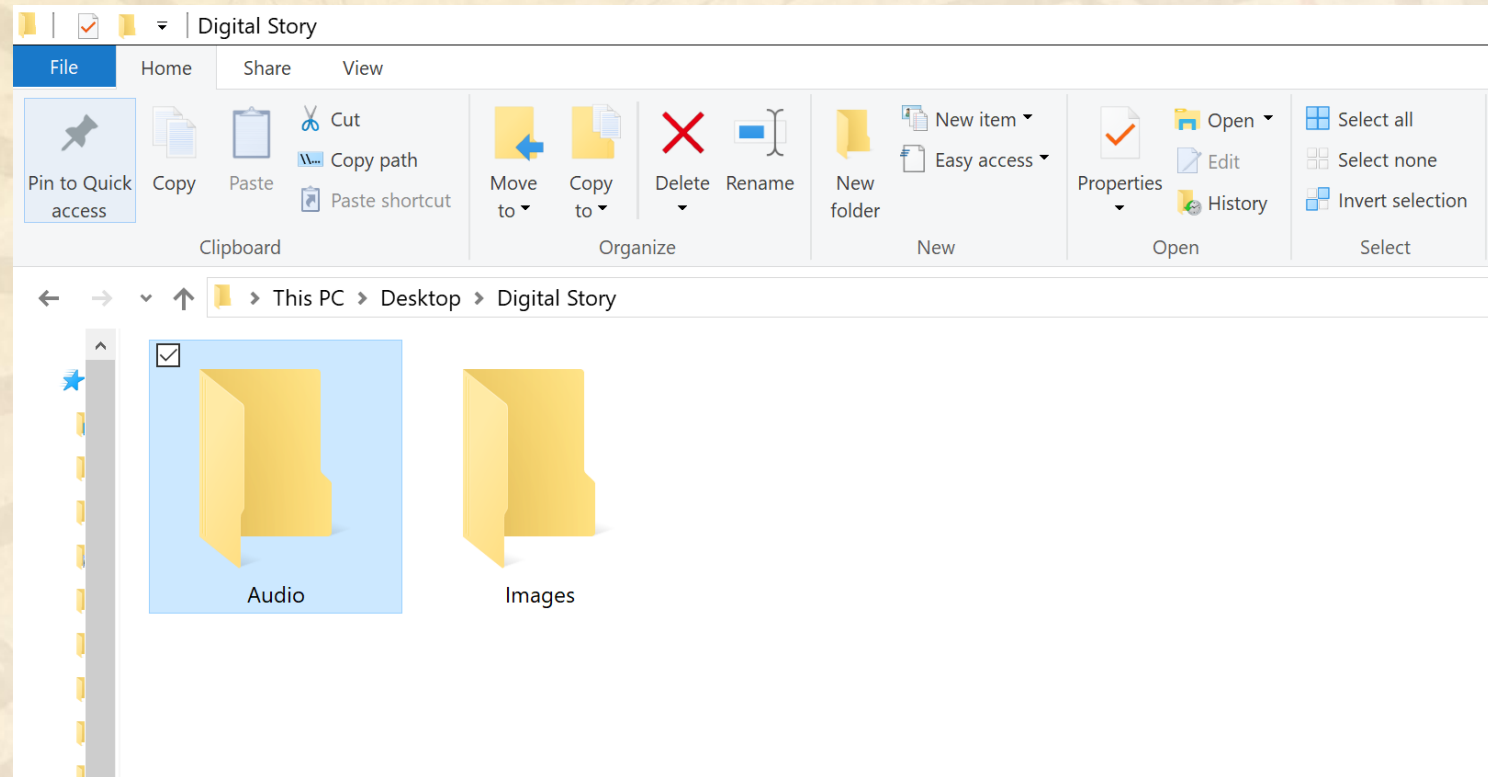 Digital Story
File Home Share View
Pin to Quick access
Copy
Paste
Cut
Copy path
Paste shortcut
Clipboard
Move to
Copy to
Delete
Rename
Organize
New folder
New item
Easy access
New
Properties
Open
Edit
History
Open
Select all
Select none
Invert selection
Select
This PC > Desktop > Digital Story
Audio
Images